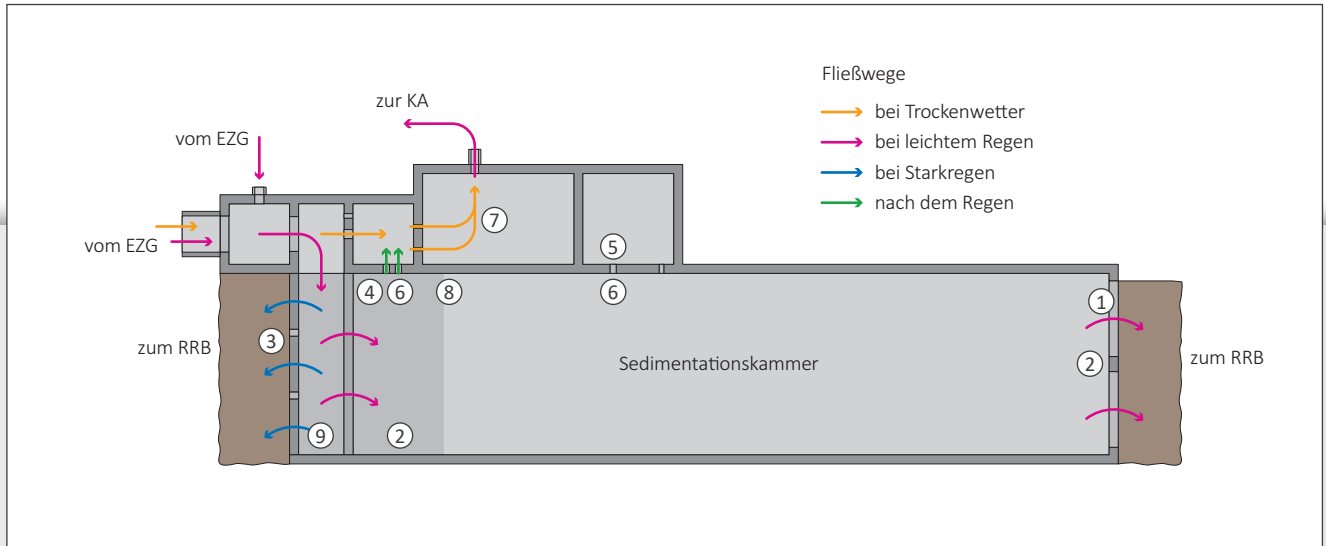 Fließwege
bei Trockenwetter
bei leichtem Regen
bei Starkregen
nach dem Regen
zur KA
vom EZG
vom EZG
7
5
4
6
8
6
1
zum RRB
3
Sedimentationskammer
2
zum RRB
9
2